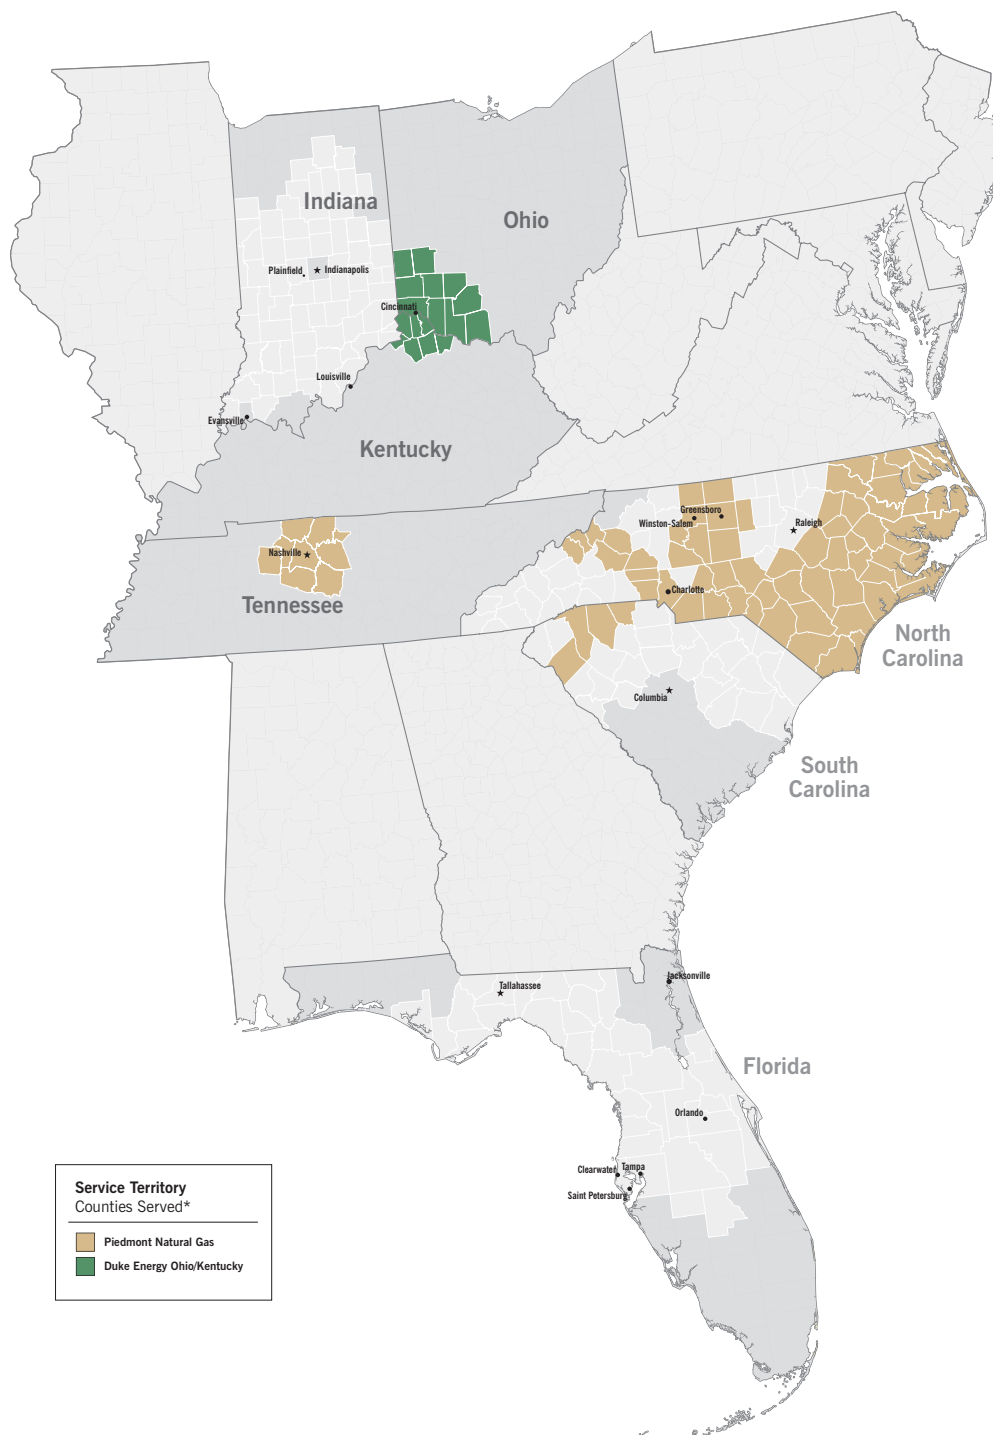 Indiana
Ohio
Plainfield
Indianapolis
Cincinnati
Louisville
Evansville
Kentucky
Greensboro
Winston-Salem
Raleigh
Nashville
Charlotte
Tennessee
North
Carolina
Columbia
South
Carolina
Jacksonville
Tallahassee
Florida
Orlando
Clearwater
Tampa
Saint Petersburg
Service Territory
Counties Served*
Piedmont Natural Gas
Duke Energy Ohio/Kentucky